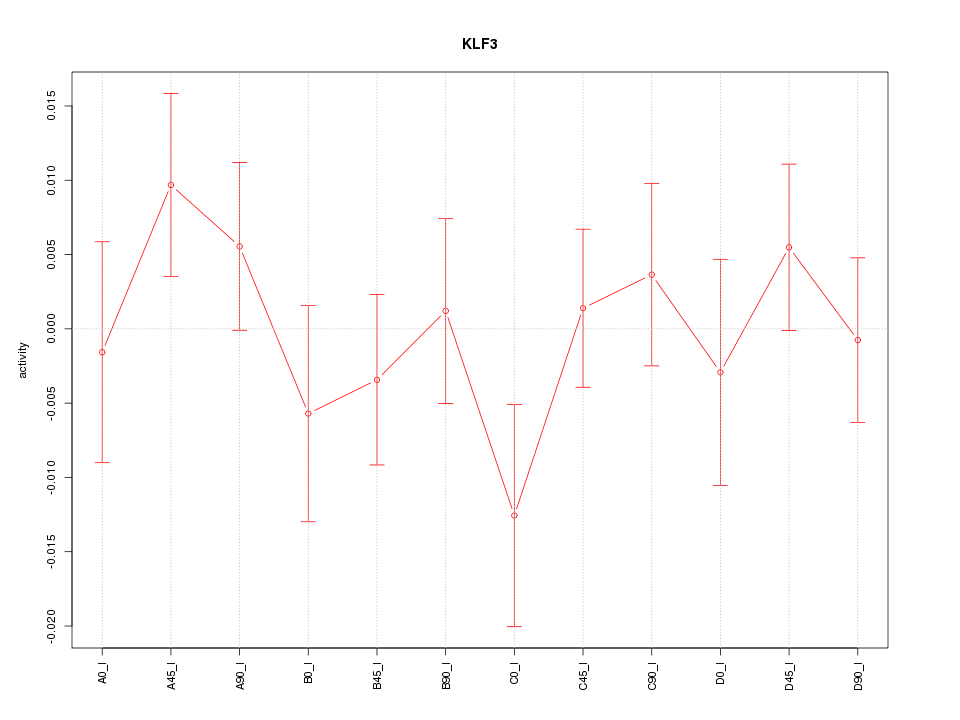 KLF3
activity
0.015
0.010
0.005
0.000
-0.005
-0.010
-0.015
-0.020
A0_I
A45_I
A90_I
B0_I
B45_I
B90_I
C0_I
C45_I
C90_I
D0_I
D45_I
D90_I